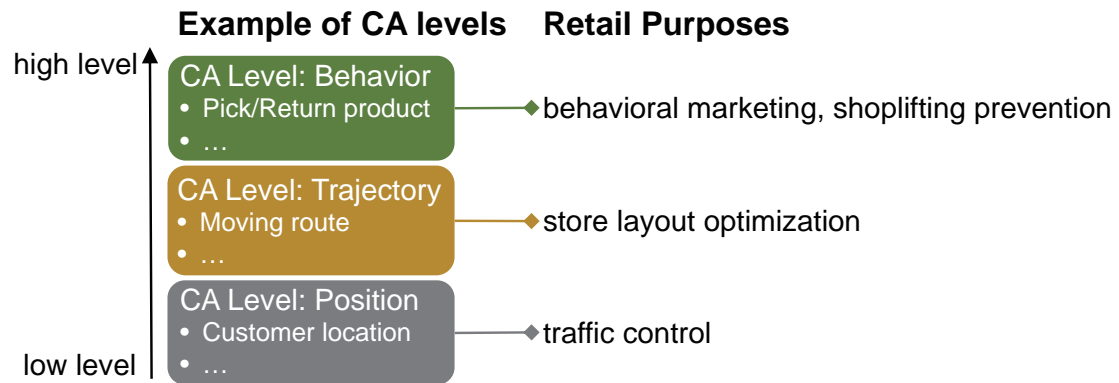 Example of CA levels Retail Purposes
high level
CA Level: Behavior
• Pick/Return product
• …
behavioral marketing, shoplifting prevention
CA Level: Trajectory
• Moving route
• …
store layout optimization
CA Level: Position
• Customer location
• …
traffic control
low level